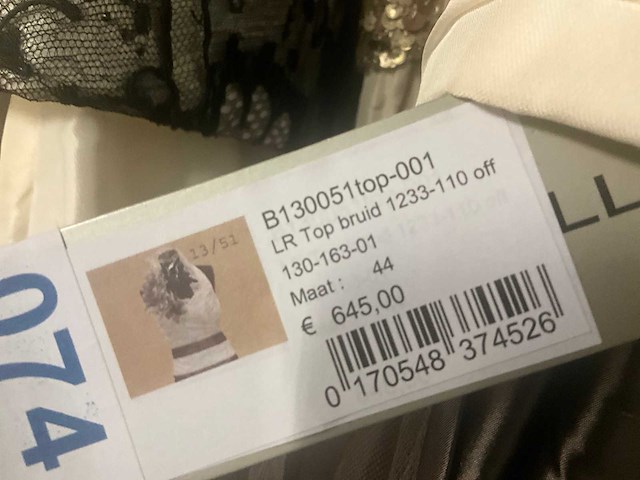 B130051top-001
LR Top bruid 1233-110 off
130-163-01
Maat : 44
€ 645,00
0 170548 374526
13/51
074
LL